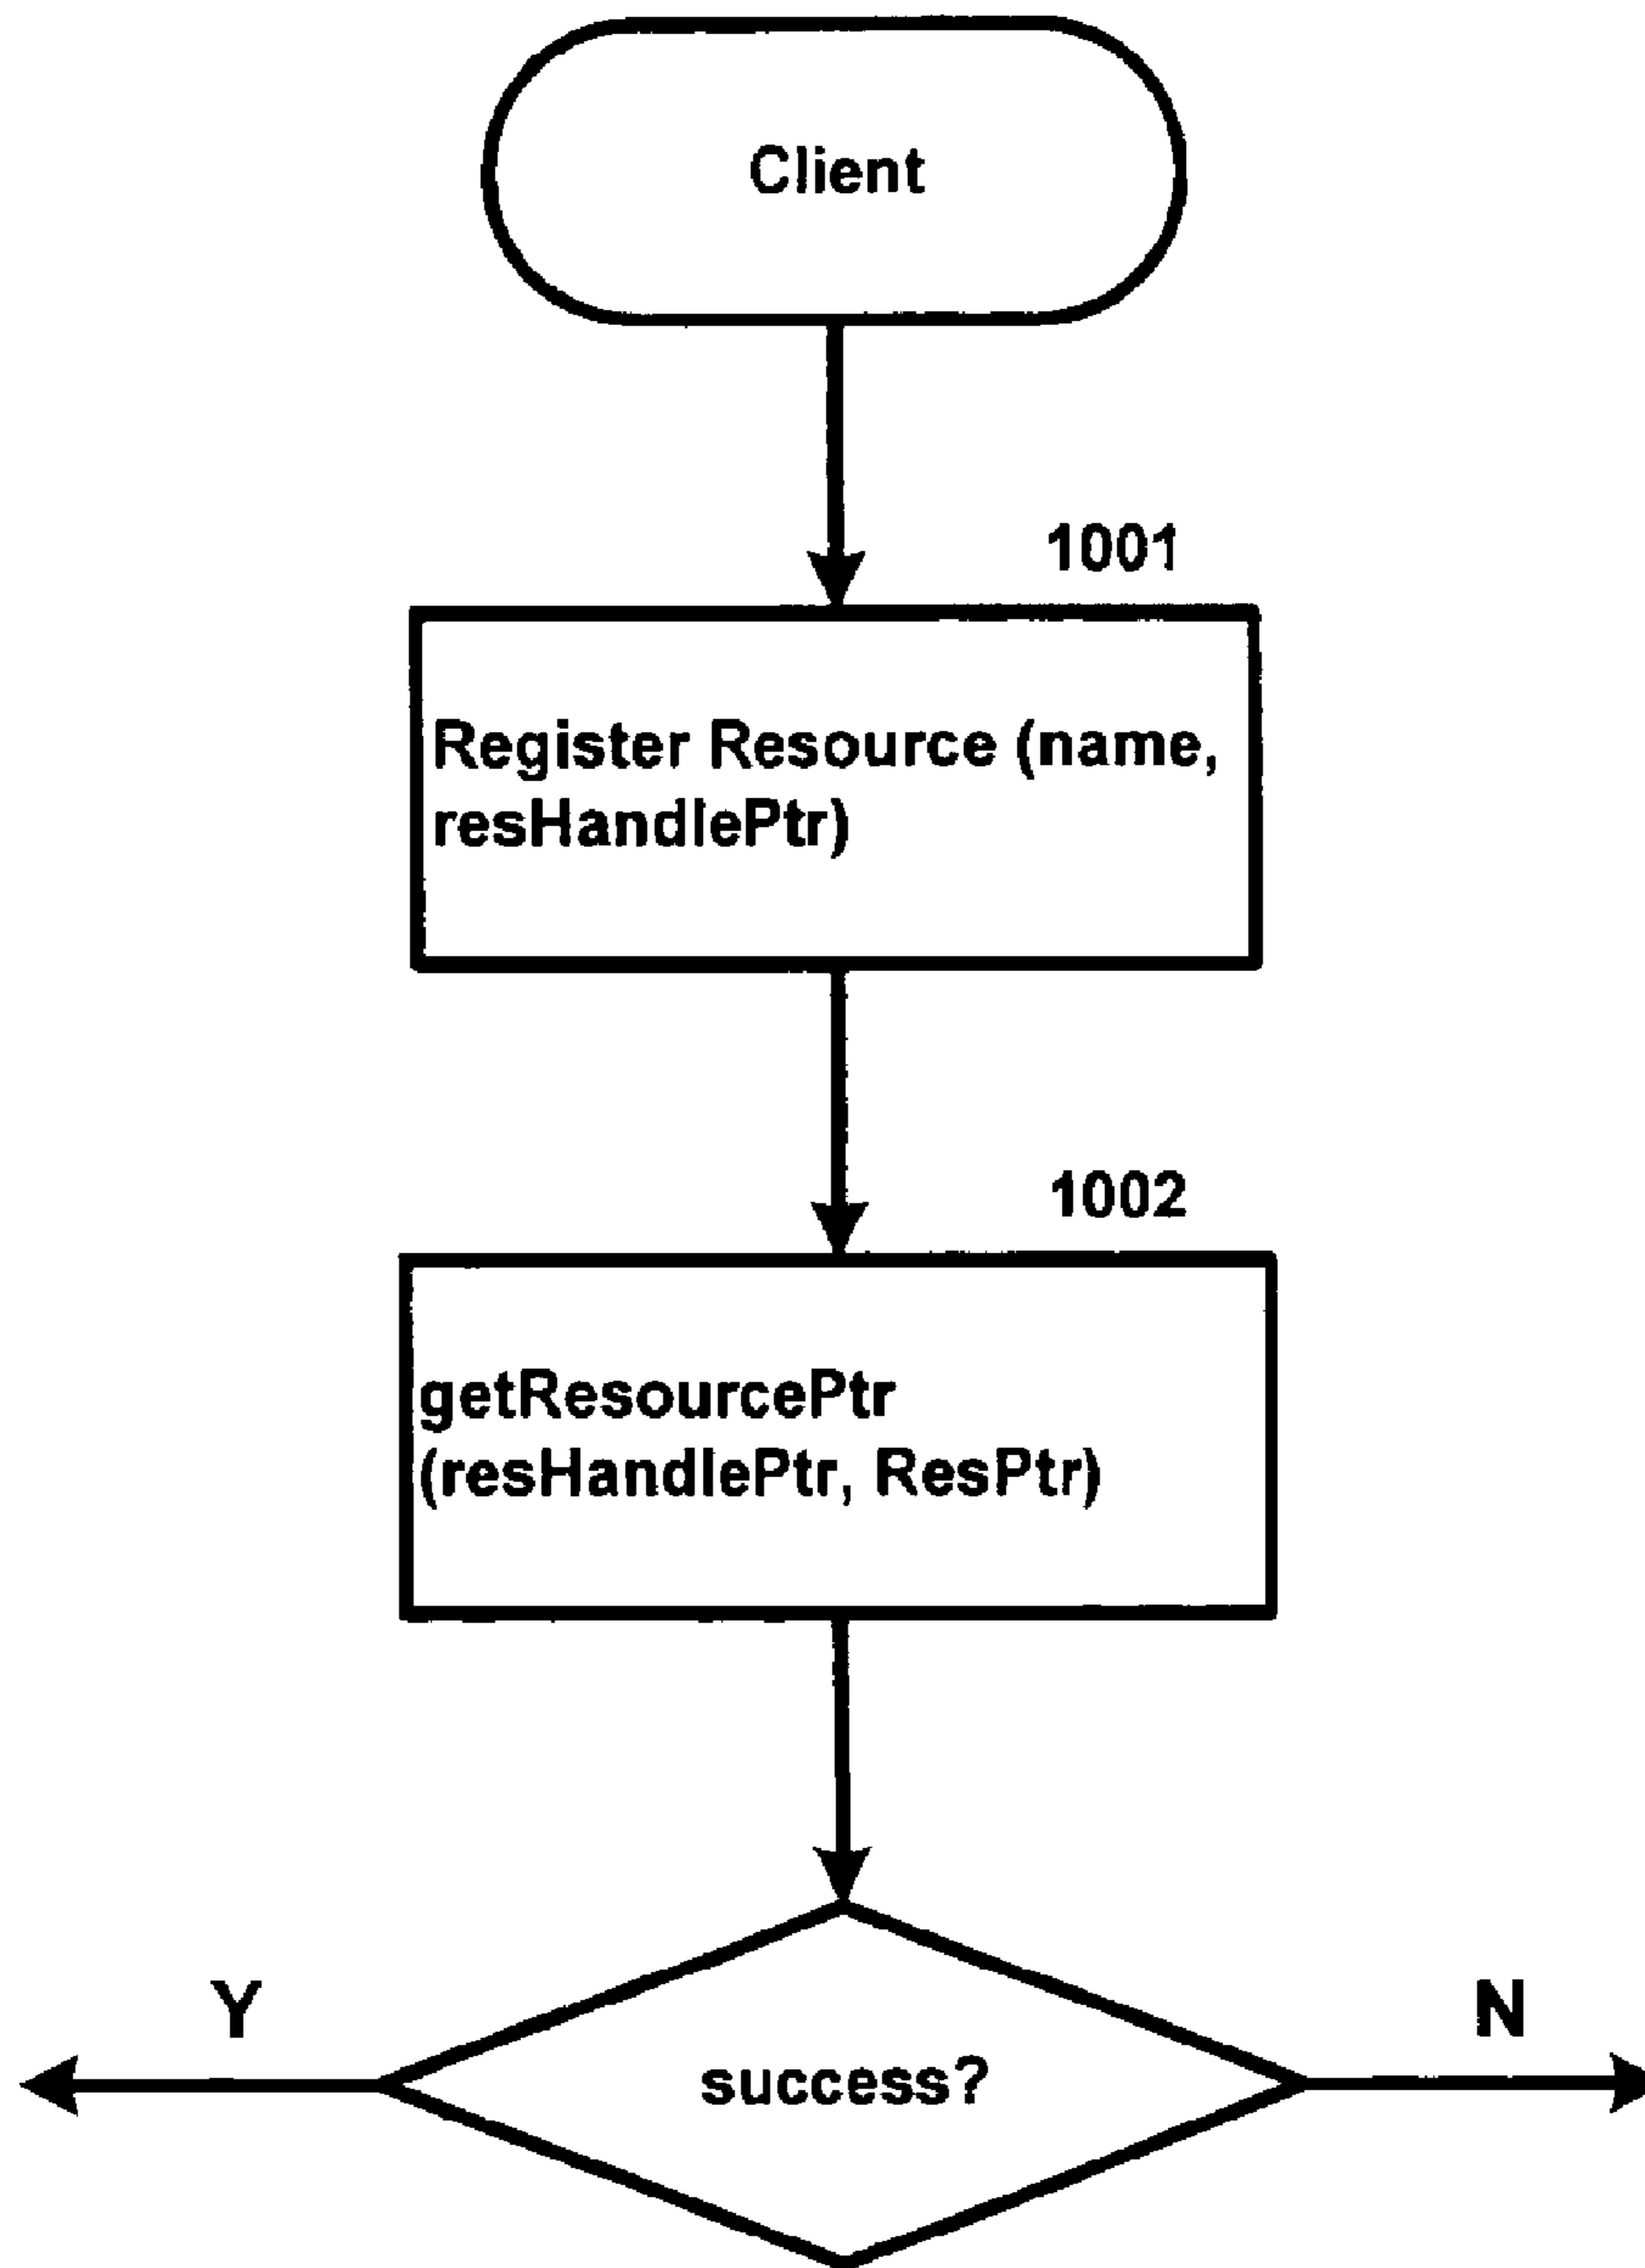 Client
1001
Register Resource (name,
resHandlePtr)
1002
getResourcePtr
(resHandlePtr, ResPtr)
Y
N
success?